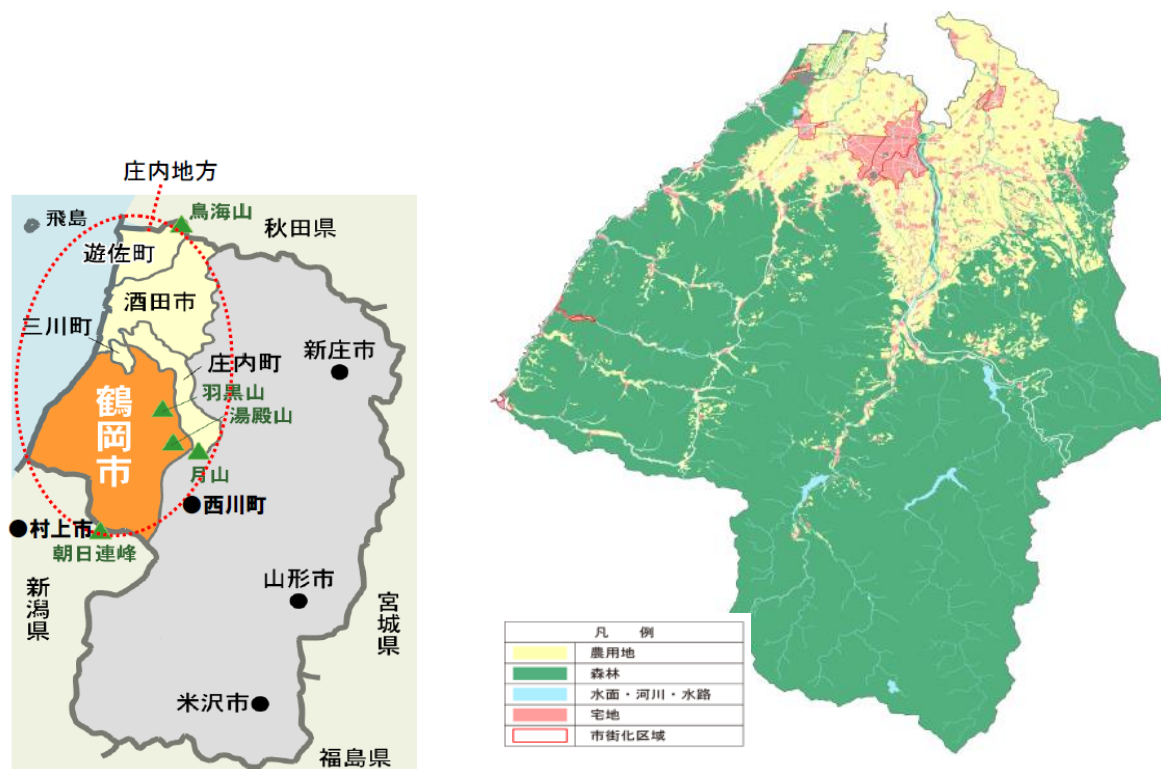 庄内地方
飛島
鳥海山
秋田県
遊佐町
酒田市
三川町
新庄市
庄内町
羽黒山
湯殿山
鶴岡市
月山
西川町
村上市
朝日連峰
新潟県
山形市
宮城県
米沢市
福島県
凡 例
農用地
森林
水面・河川・水路
宅地
市街化区域